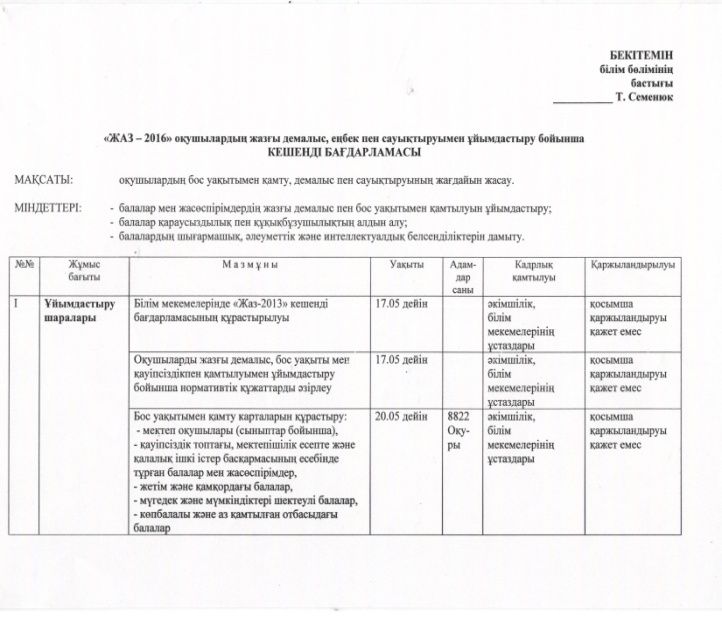 БЕКІТЕМІН
білім бөлімінің
бастығы
____________ Т. Семенюк
«ЖАЗ – 2016» оқушылардың жазғы демалыс, еңбек пен сауықтыруымен ұйымдастыру бойынша
КЕШЕНДІ БАҒДАРЛАМАСЫ
МАҚСАТЫ: оқушылардың бос уақытымен қамту, демалыс пен сауықтыруының жағдайын жасау.
МІНДЕТТЕРІ: - балалар мен жасөспірімдердің жазғы демалыс пен бос уақытымен қамтылуын ұйымдастыру;
- балалар қараусыздылық пен құқықбұзушылықтың алдын алу;
- балалардың шығармашық, әлеуметтік және интеллектуалдық белсенділіктерін дамыту.
№№ Жұмыс бағыты Мазмұны Уақыты Адам-дар саны Кадрлық қамтылуы Қаржыландырылуы
I Ұйымдастыру Білім мекемелерінде «Жаз-2013» кешенді 17.05 дейін әкімшілік, қосымша
шаралары бағдарламасының құрастырылуы білім қаржыландыруы
мекемелерінің қажет емес
ұстаздары
Оқушыларды жазғы демалыс, бос уақыты мен 17.05 дейін әкімшілік, қосымша
қауіпсіздікпен қамтылуымен ұйымдастыру білім қаржыландыруы
бойынша нормативтік құжаттарды әзірлеу мекемелерінің қажет емес
ұстаздары
Бос уақытымен қамту карталарын құрастыру: 20.05 дейін 8822 әкімшілік, қосымша
- мектеп оқушылары (сыныптар бойынша), Оқу- білім қаржыландыруы
- қауіпсіздік топтағы, мектепішілік есепте және ры мекемелерінің қажет емес
қалалық ішкі істер басқармасының есебінде ұстаздары
тұрған балалар мен жасөспірімдер,
- жетім және қамқордағы балалар,
- мүгедек және мүмкіндіктері шектеулі балалар,
- көпбалалы және аз қамтылған отбасыдағы
балалар